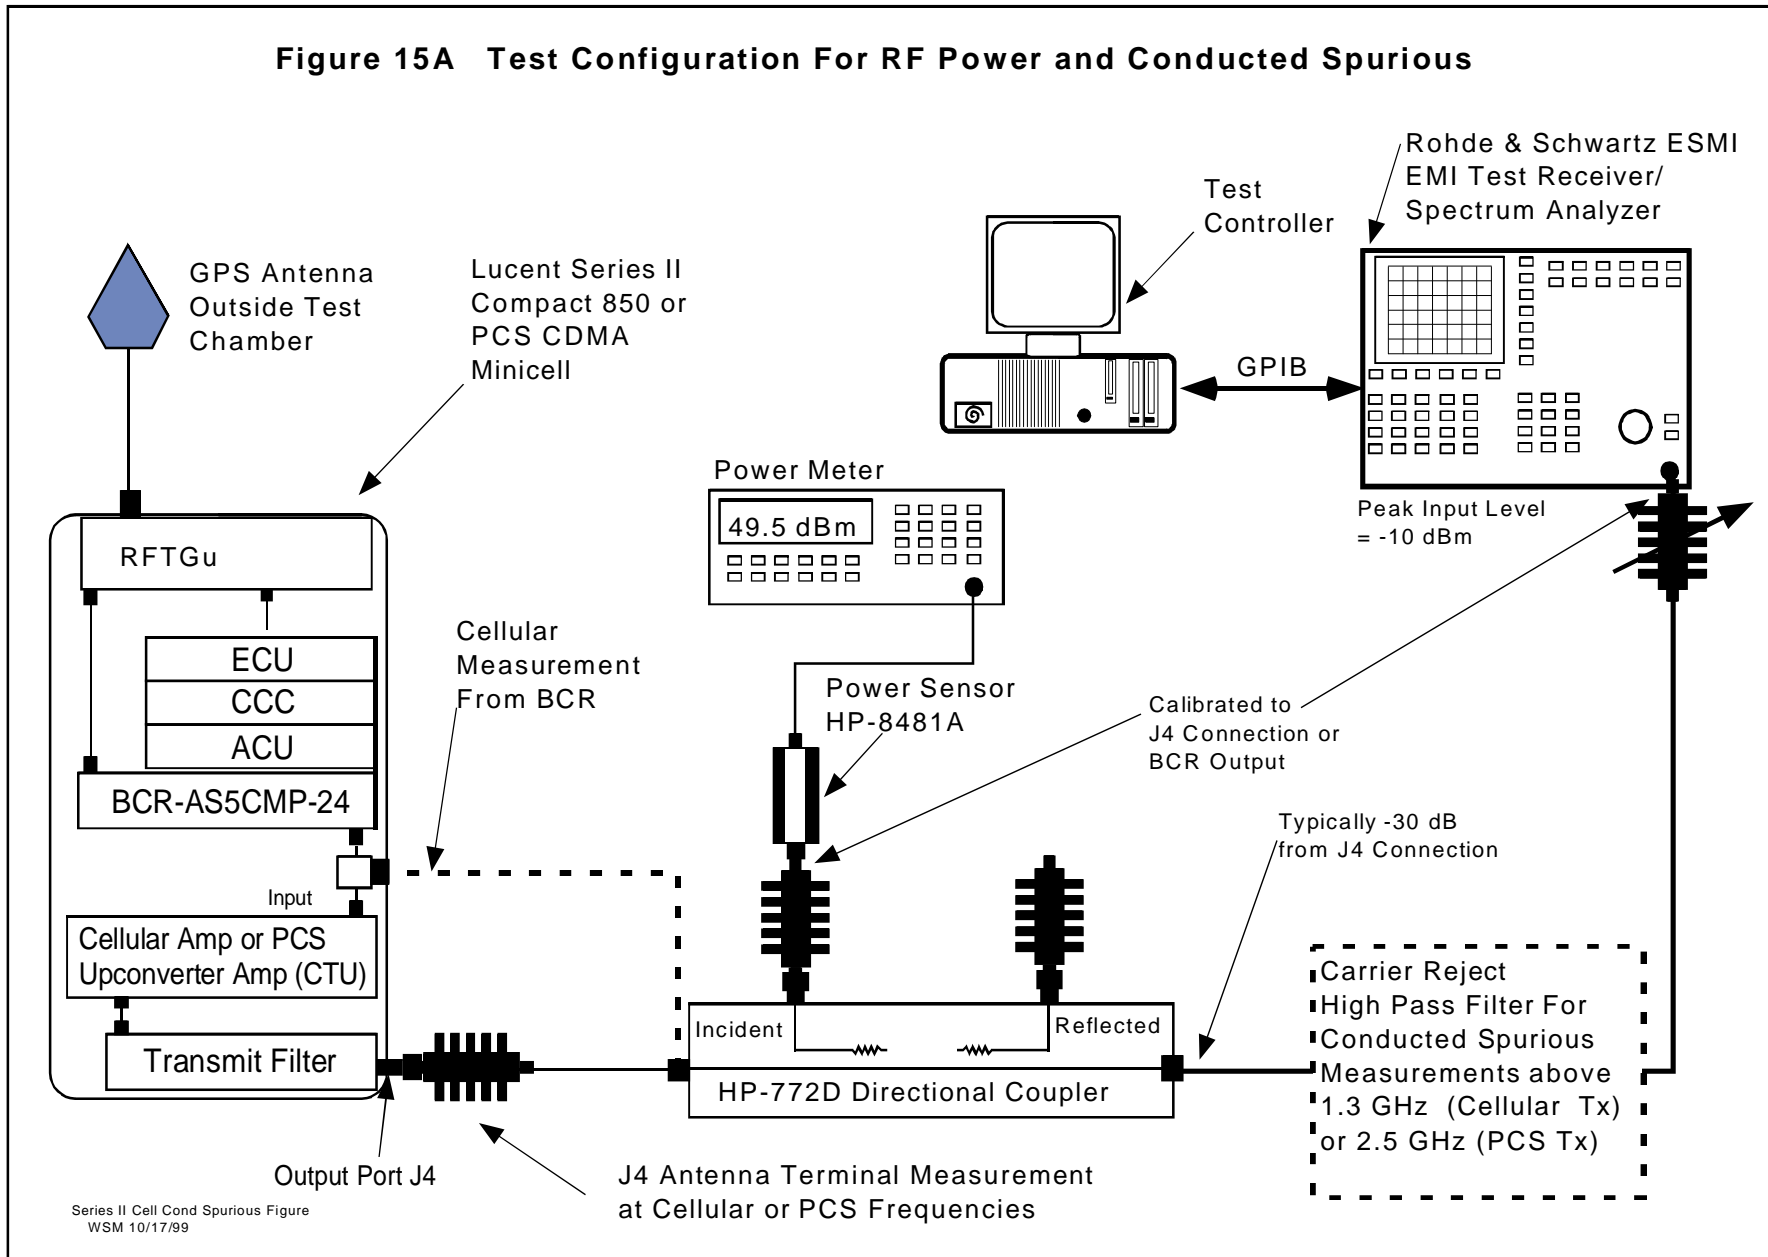 Figure 15A Test Configuration For RF Power and Conducted Spurious
GPS Antenna
Outside Test
Chamber
Lucent Series II
Compact 850 or
PCS CDMA
Minicell
Test
Controller
Rohde & Schwartz ESMI
EMI Test Receiver/
Spectrum Analyzer
GPIB
Power Meter
49.5 dBm
Peak Input Level
= -10 dBm
RFTGu
ECU
CCC
ACU
BCR-AS5CMP-24
Input
Cellular Amp or PCS
Upconverter Amp (CTU)
Transmit Filter
Cellular
Measurement
From BCR
Power Sensor
HP-8481A
Calibrated to
J4 Connection or
BCR Output
Typically -30 dB
from J4 Connection
Incident
Reflected
HP-772D Directional Coupler
Carrier Reject
High Pass Filter For
Conducted Spurious
Measurements above
1.3 GHz (Cellular Tx)
or 2.5 GHz (PCS Tx)
Output Port J4
J4 Antenna Terminal Measurement
at Cellular or PCS Frequencies
Series II Cell Cond Spurious Figure
WSM 10/17/99